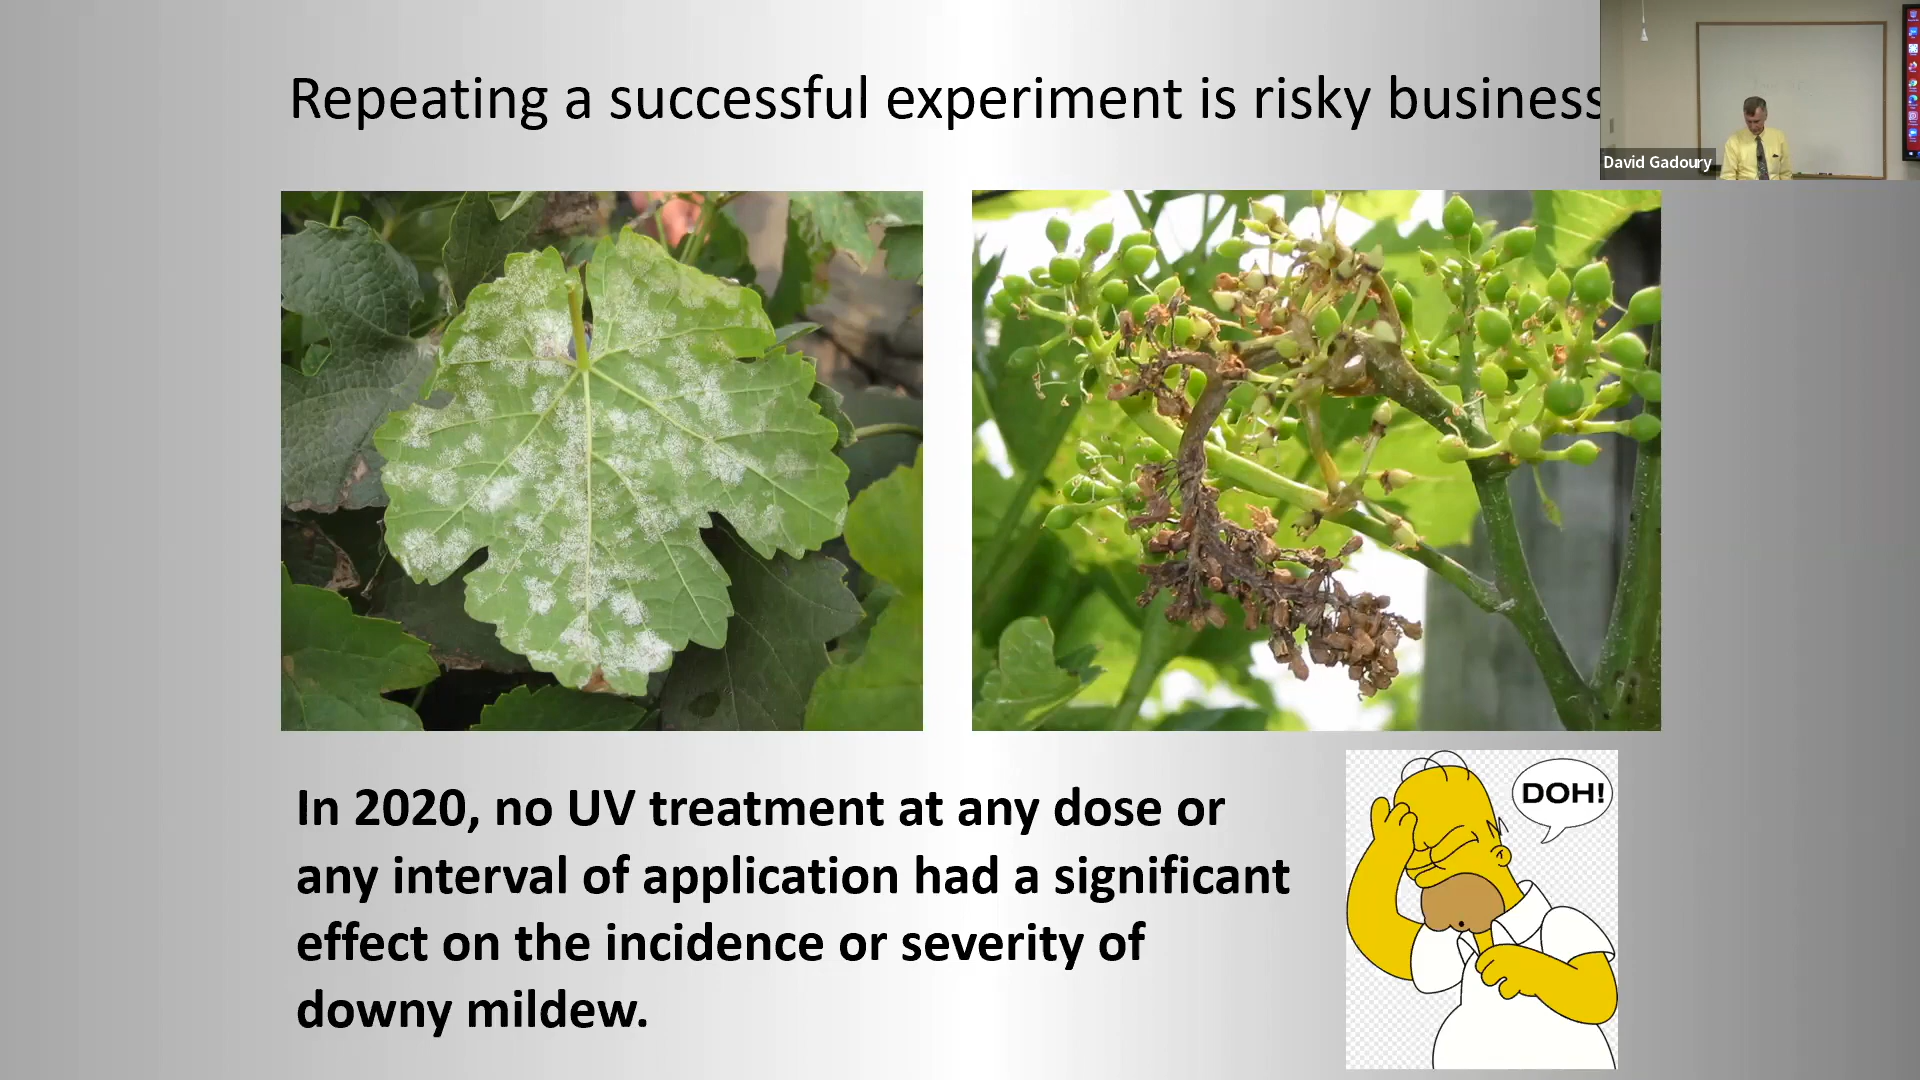 Repeating a successful experiment is risky business
David Gadoury
DOH!
In 2020, no UV treatment at any dose or
any interval of application had a significant
effect on the incidence or severity of
downy mildew.